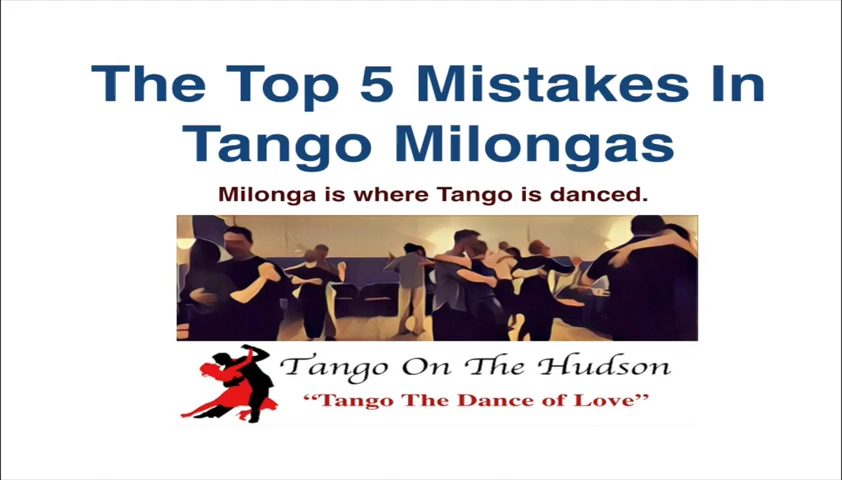 The Top 5 Mistakes In
Tango Milongas
Milonga is where Tango is danced.
Tango On The Hudson
“Tango The Dance of Love”